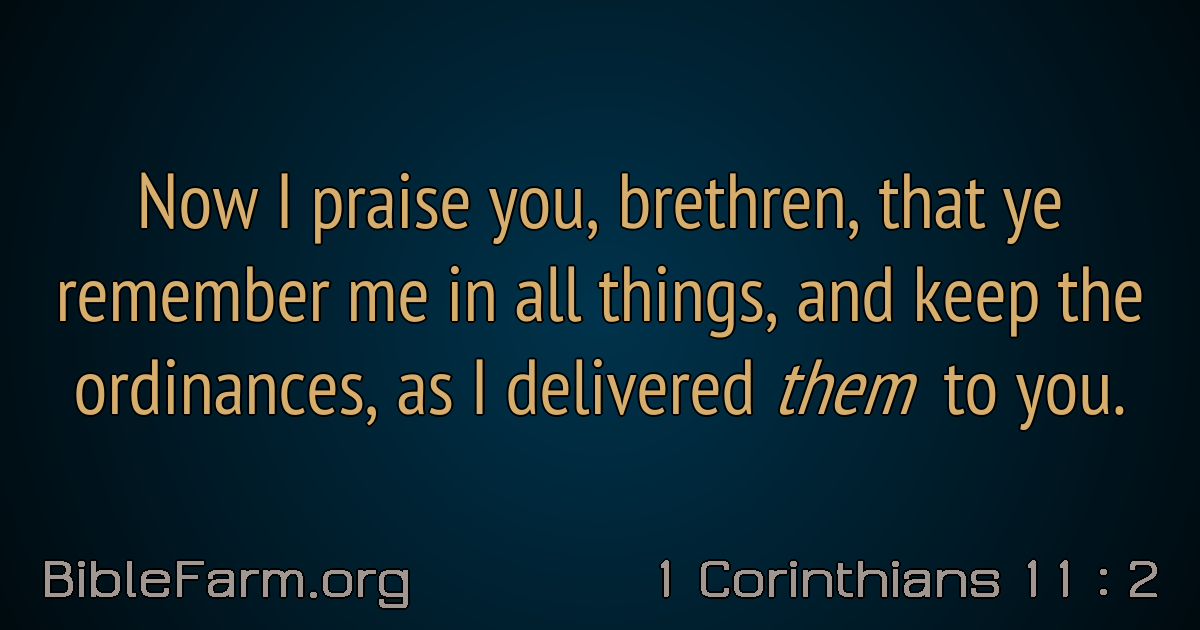 Now I praise you, brethren, that ye
remember me in all things, and keep the
ordinances, as I delivered them to you.
BibleFarm.org
1 Corinthians 11 : 2